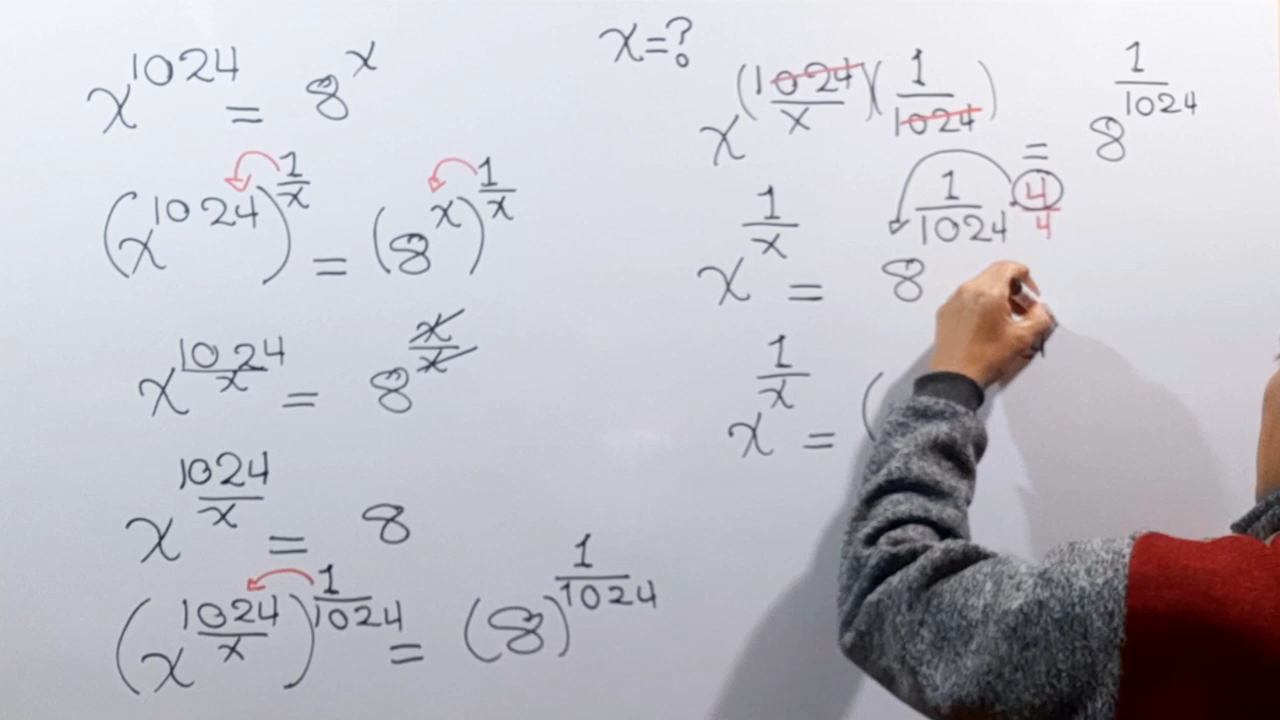 x^1024 = 8^x
(x^1024)^(1/x) = (8^x)^(1/x)
x^(1024/x) = 8^(x/x)
x^(1024/x) = 8
(x^(1024/x))^(1/1024) = (8)^(1/1024)
x=?
x^((1024/x)(1/1024)) = 8^(1/1024)
x^(1/x) = 8^(1/1024 · 4/4)
x^(1/x) = (